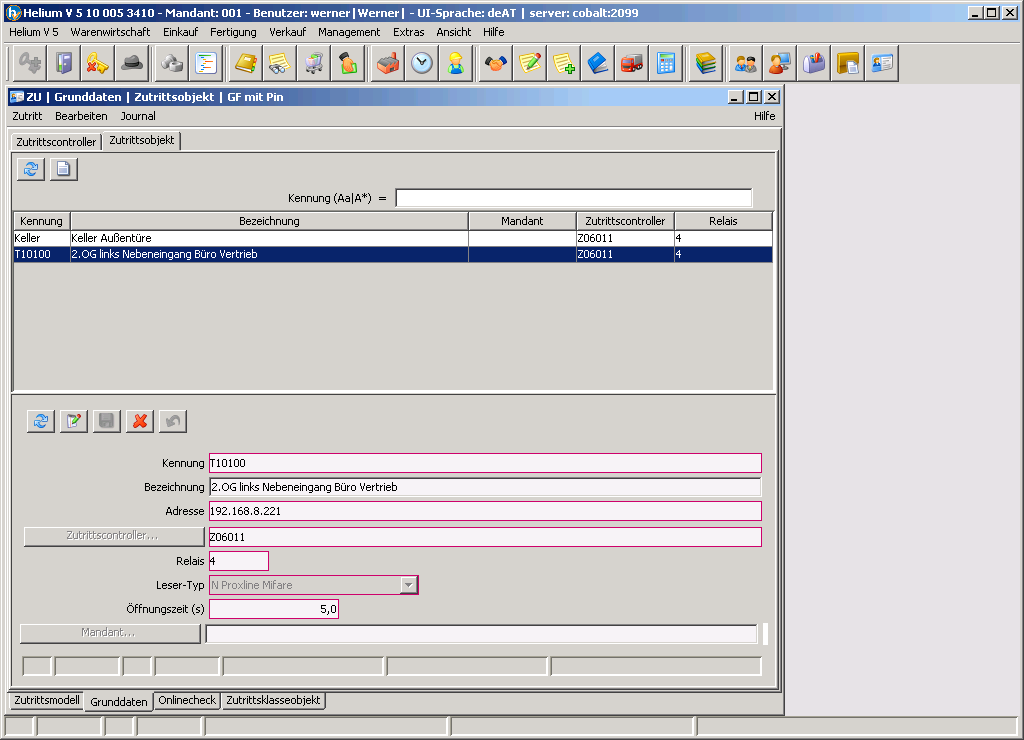 Helium V 5 10 005 3410 - Mandant: 001 - Benutzer: werner|Werner| - UI-Sprache: deAT | server: cobalt:2099
Helium V 5 Warenwirtschaft Einkauf Fertigung Verkauf Management Extras Ansicht Hilfe
ZU | Grunddaten | Zutrittsobjekt | GF mit Pin
Zutritt Bearbeiten Journal Hilfe
Zutrittscontroller Zutrittsobjekt
Kennung (Aa|A*) =
Kennung Bezeichnung Mandant Zutrittscontroller Relais
Keller Keller Außentüre Z06011 4
T10100 2.OG links Nebeneingang Büro Vertrieb Z06011 4
Kennung T10100
Bezeichnung 2.OG links Nebeneingang Büro Vertrieb
Adresse 192.168.8.221
Zutrittscontroller... Z06011
Relais 4
Leser-Typ N Proxline Mifare
Öffnungszeit (s) 5,0
Mandant...
Zutrittsmodell Grunddaten Onlinecheck Zutrittsklasseobjekt